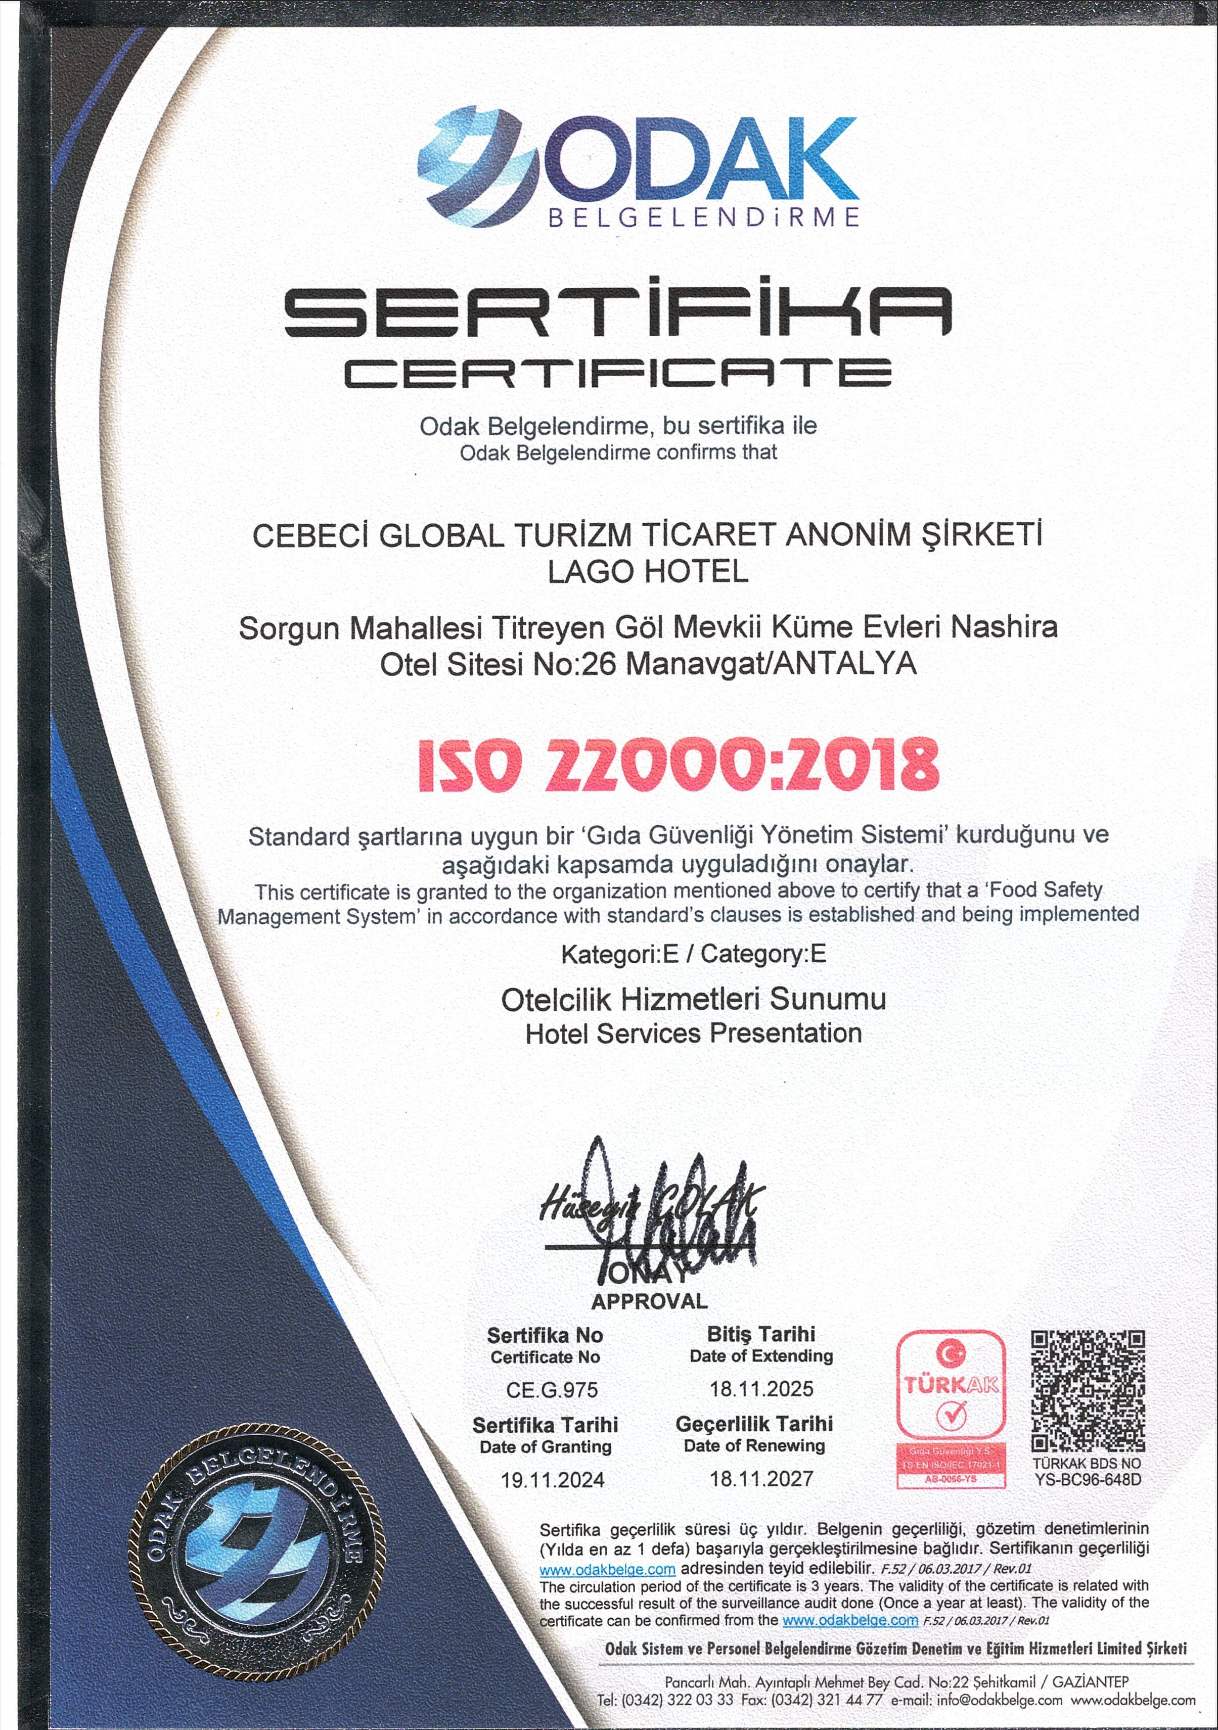 ODAK
BELGELENDİRME
SERTİFİKA
CERTIFICATE
Odak Belgelendirme, bu sertifika ile
Odak Belgelendirme confirms that
CEBECİ GLOBAL TURİZM TİCARET ANONİM ŞİRKETİ
LAGO HOTEL
Sorgun Mahallesi Titreyen Göl Mevkii Küme Evleri Nashira
Otel Sitesi No:26 Manavgat/ANTALYA
ISO 22000:2018
Standard şartlarına uygun bir ‘Gıda Güvenliği Yönetim Sistemi’ kurduğunu ve
aşağıdaki kapsamda uyguladığını onaylar.
This certificate is granted to the organization mentioned above to certify that a ‘Food Safety
Management System’ in accordance with standard’s clauses is established and being implemented
Kategori:E / Category:E
Otelcilik Hizmetleri Sunumu
Hotel Services Presentation
Hüseyin ÇOLAK
ONAY
APPROVAL
Sertifika No
Certificate No
CE.G.975
Bitiş Tarihi
Date of Extending
18.11.2025
Sertifika Tarihi
Date of Granting
19.11.2024
Geçerlilik Tarihi
Date of Renewing
18.11.2027
TÜRKAK
Gıda Güvenliği Y.S.
TS EN ISO/IEC 17021-1
AB-0066-YS
TÜRKAK BDS NO
YS-BC96-648D
ODAK BELGELENDİRME
Sertifika geçerlilik süresi üç yıldır. Belgenin geçerliliği, gözetim denetimlerinin
(Yılda en az 1 defa) başarıyla gerçekleştirilmesine bağlıdır. Sertifikanın geçerliliği
www.odakbelge.com adresinden teyid edilebilir. F.52 / 06.03.2017 / Rev.01
The circulation period of the certificate is 3 years. The validity of the certificate is related with
the successful result of the surveillance audit done (Once a year at least). The validity of the
certificate can be confirmed from the www.odakbelge.com F.52 / 06.03.2017 / Rev.01
Odak Sistem ve Personel Belgelendirme Gözetim Denetim ve Eğitim Hizmetleri Limited Şirketi
Pancarlı Mah. Ayıntaplı Mehmet Bey Cad. No:22 Şehitkamil / GAZİANTEP
Tel: (0342) 322 03 33 Fax: (0342) 321 44 77 e-mail: info@odakbelge.com www.odakbelge.com